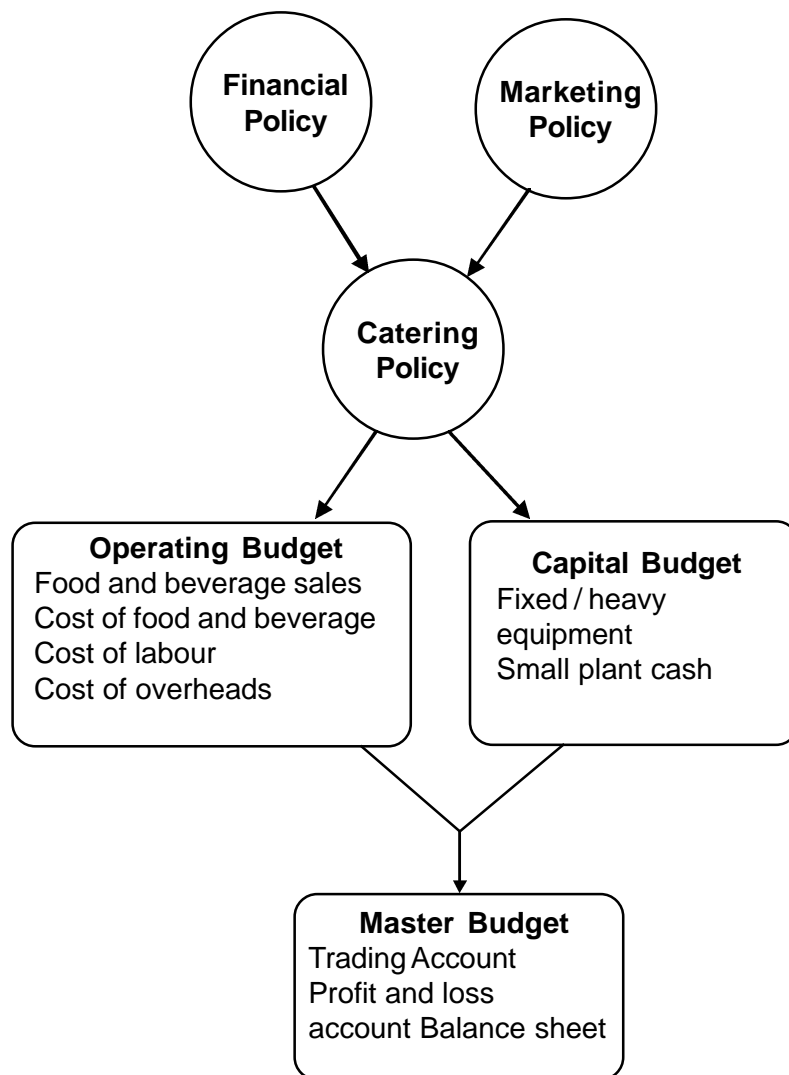 Financial
Policy
Marketing
Policy
Catering
Policy
Operating Budget
Food and beverage sales
Cost of food and beverage
Cost of labour
Cost of overheads
Capital Budget
Fixed / heavy
equipment
Small plant cash
Master Budget
Trading Account
Profit and loss
account Balance sheet